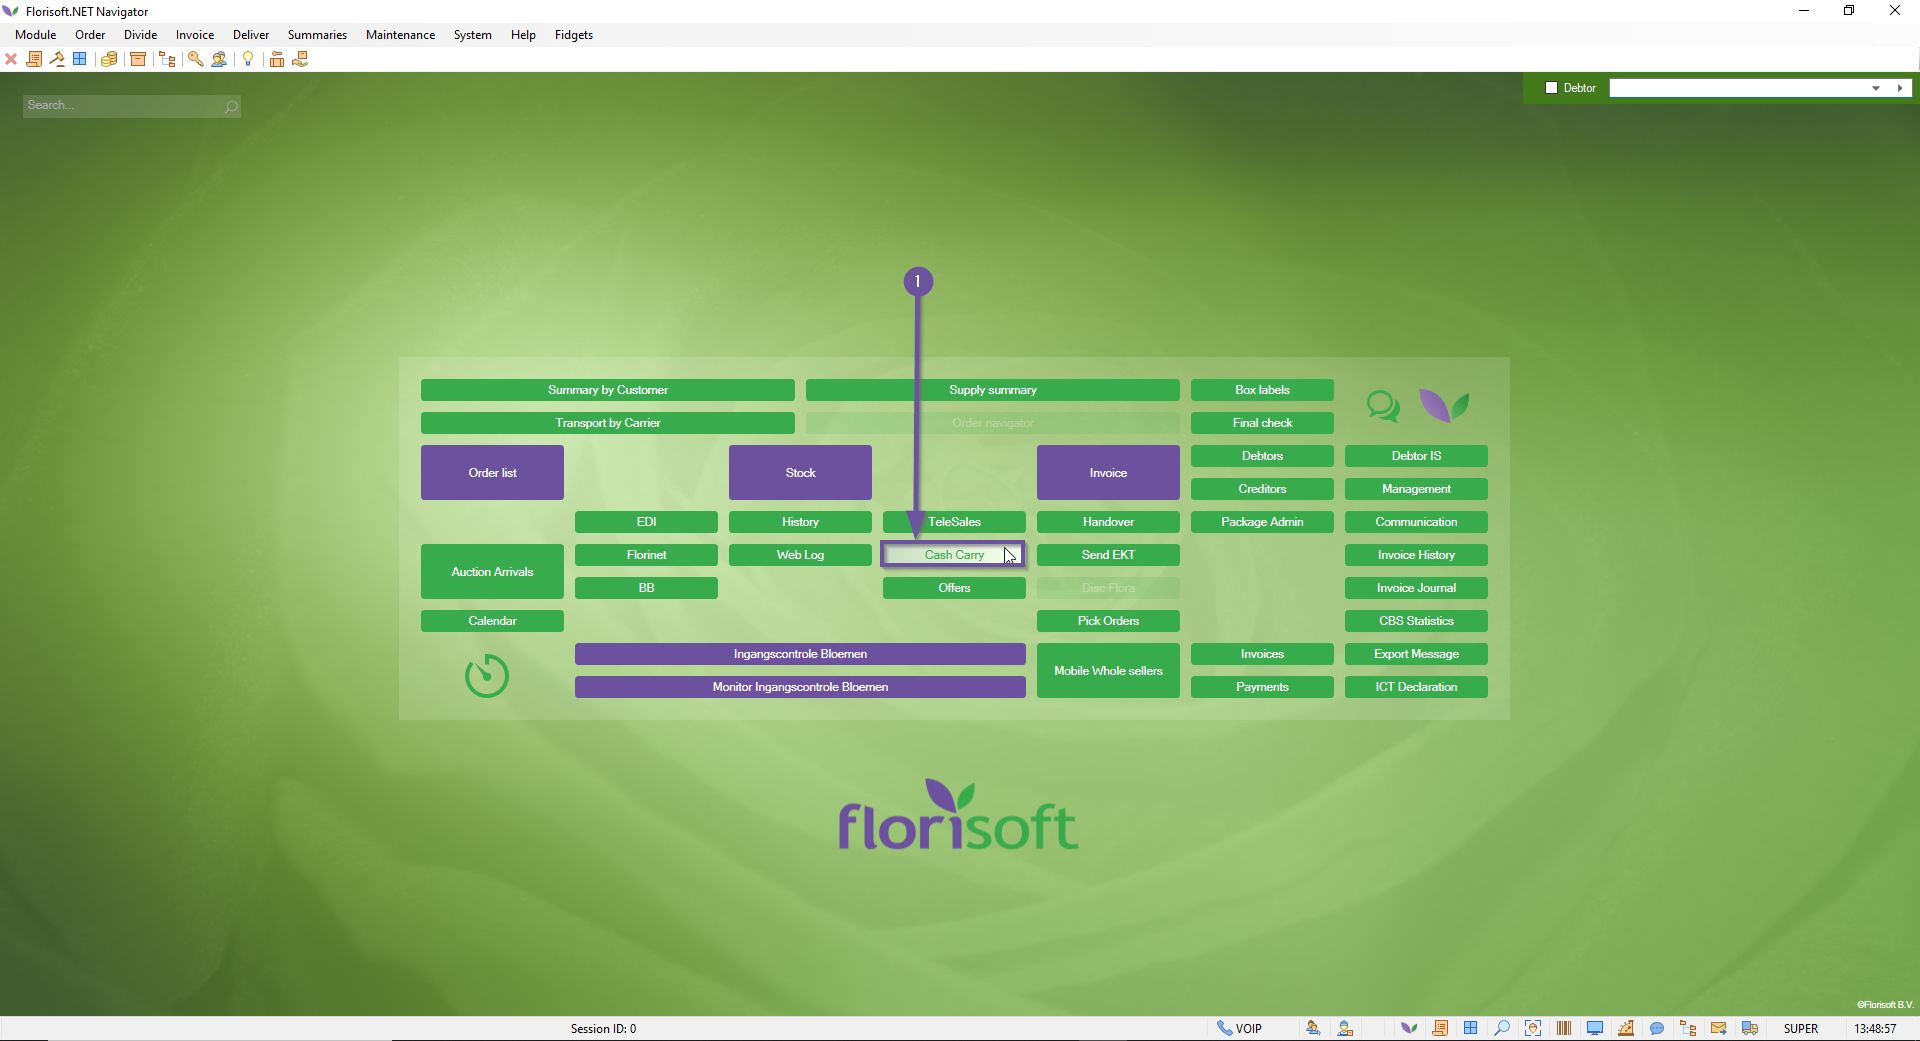 Florisoft.NET Navigator
Module Order Divide Invoice Deliver Summaries Maintenance System Help Fidgets
Search...
Debtor
1
Summary by Customer Supply summary Box labels
Transport by Carrier Order navigator Final check
Order list Stock Invoice Debtors Debtor IS
Creditors Management
EDI History TeleSales Handover Package Admin Communication
Auction Arrivals Florinet Web Log Cash Carry Send EKT Invoice History
BB Offers Disc Flora Invoice Journal
Calendar Pick Orders CBS Statistics
Ingangscontrole Bloemen Mobile Whole sellers Invoices Export Message
Monitor Ingangscontrole Bloemen Payments ICT Declaration
florisoft
©Florisoft B.V.
Session ID: 0 VOIP SUPER 13:48:57